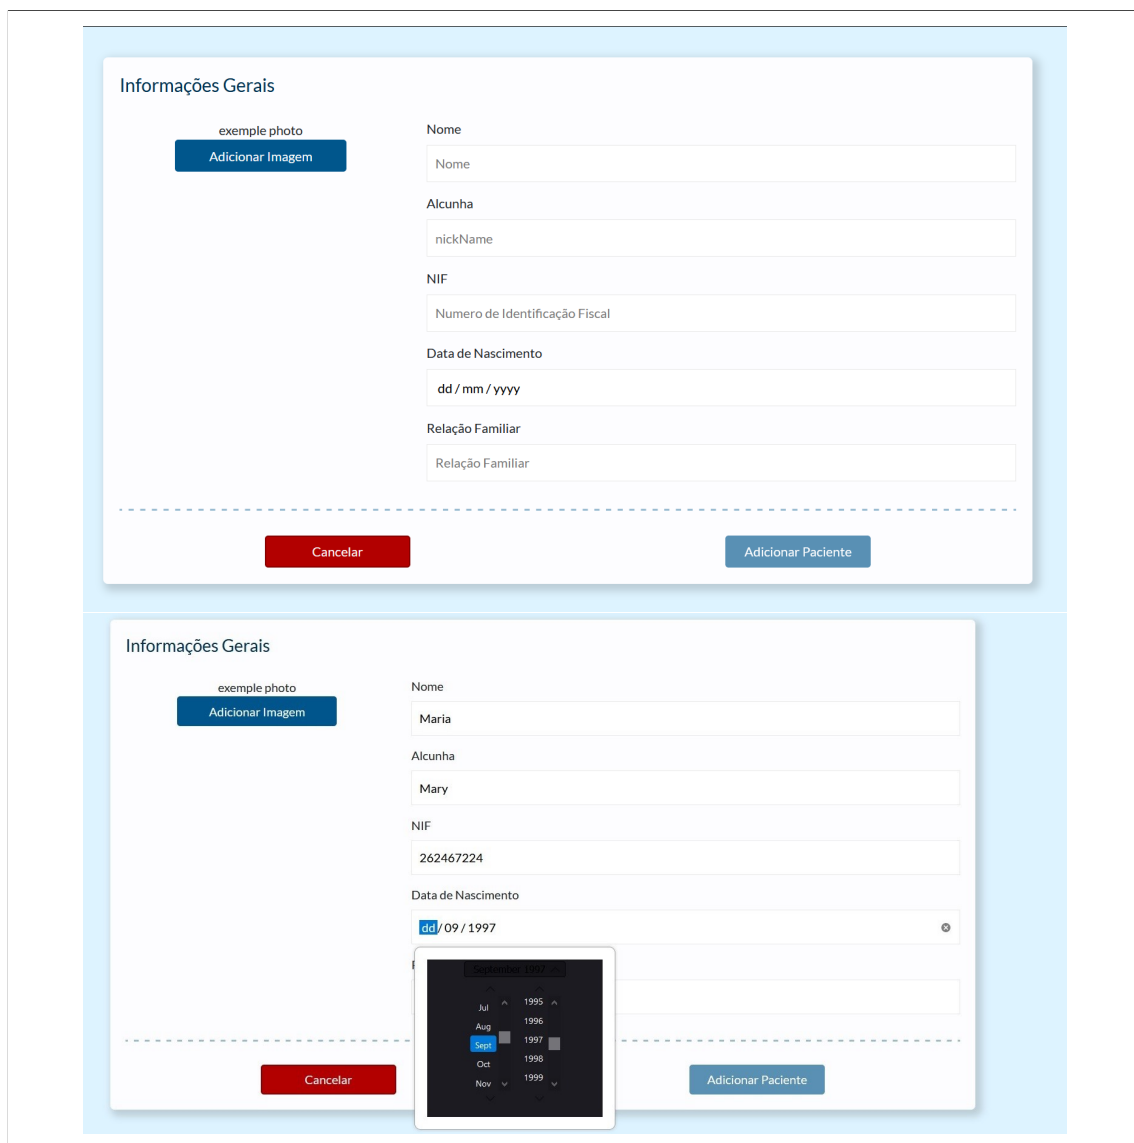 Informações Gerais
exemple photo
Adicionar Imagem
Nome
Nome
Alcunha
nickName
NIF
Numero de Identificação Fiscal
Data de Nascimento
dd / mm / yyyy
Relação Familiar
Relação Familiar
Cancelar
Adicionar Paciente
Informações Gerais
exemple photo
Adicionar Imagem
Nome
Maria
Alcunha
Mary
NIF
262467224
Data de Nascimento
dd / 09 / 1997
September 1997
Jul 1995
Aug 1996
Sept 1997
Oct 1998
Nov 1999
Cancelar
Adicionar Paciente